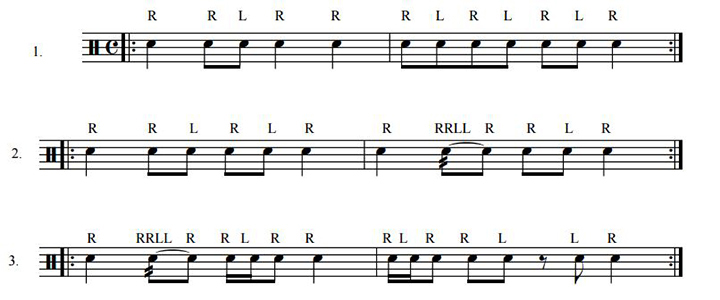 R R L R R R L R L R L R
1.
R R L R L R R RRLL R R L R
2.
R RRLL R R L R R R L R R L L R
3.